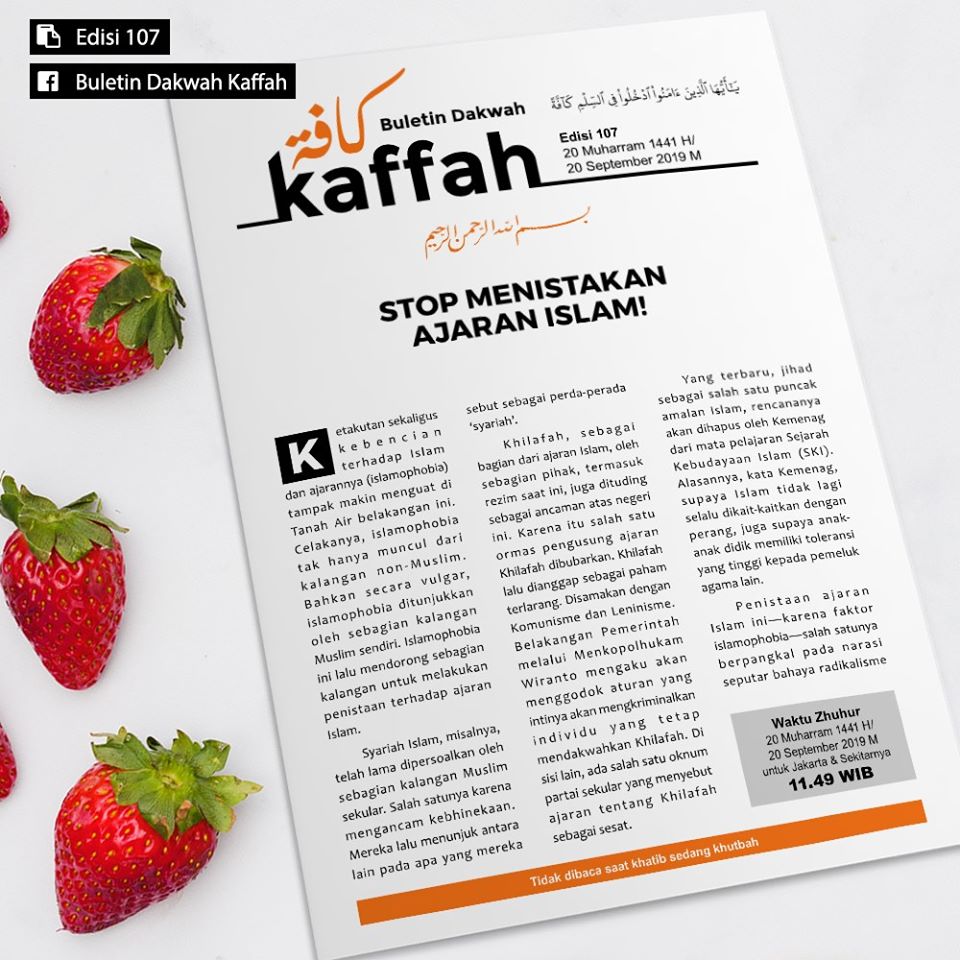 Edisi 107
Buletin Dakwah Kaffah
كافة
Buletin Dakwah
kaffah
يَٰٓأَيُّهَا ٱلَّذِينَ ءَامَنُوا۟ ٱدْخُلُوا۟ فِى ٱلسِّلْمِ كَآفَّةً
Edisi 107
20 Muharram 1441 H/
20 September 2019 M
بسم الله الرحمن الرحيم
STOP MENISTAKAN
AJARAN ISLAM!
Ketakutan sekaligus
kebencian
terhadap Islam
dan ajarannya (islamophobia)
tampak makin menguat di
Tanah Air belakangan ini.
Celakanya, islamophobia
tak hanya muncul dari
kalangan non-Muslim.
Bahkan secara vulgar,
islamophobia ditunjukkan
oleh sebagian kalangan
Muslim sendiri. Islamophobia
ini lalu mendorong sebagian
kalangan untuk melakukan
penistaan terhadap ajaran
Islam.
Syariah Islam, misalnya,
telah lama dipersoalkan oleh
sebagian kalangan Muslim
sekular. Salah satunya karena
mengancam kebhinekaan.
Mereka lalu menunjuk antara
lain pada apa yang mereka
sebut sebagai perda-perada
‘syariah’.
Khilafah, sebagai
bagian dari ajaran Islam, oleh
sebagian pihak, termasuk
rezim saat ini, juga dituding
sebagai ancaman atas negeri
ini. Karena itu salah satu
ormas pengusung ajaran
Khilafah dibubarkan. Khilafah
lalu dianggap sebagai paham
terlarang. Disamakan dengan
Komunisme dan Leninisme.
Belakangan Pemerintah
melalui Menkopolhukam
Wiranto mengaku akan
menggodok aturan yang
intinya akan mengkriminalkan
individu yang tetap
mendakwahkan Khilafah. Di
sisi lain, ada salah satu oknum
partai sekular yang menyebut
ajaran tentang Khilafah
sebagai sesat.
Yang terbaru, jihad
sebagai salah satu puncak
amalan Islam, rencananya
akan dihapus oleh Kemenag
dari mata pelajaran Sejarah
Kebudayaan Islam (SKI).
Alasannya, kata Kemenag,
supaya Islam tidak lagi
selalu dikait-kaitkan dengan
perang, juga supaya anak-
anak didik memiliki toleransi
yang tinggi kepada pemeluk
agama lain.
Penistaan ajaran
Islam ini—karena faktor
islamophobia—salah satunya
berpangkal pada narasi
seputar bahaya radikalisme
Waktu Zhuhur
20 Muharram 1441 H/
20 September 2019 M
untuk Jakarta & Sekitarnya
11.49 WIB
Tidak dibaca saat khatib sedang khutbah